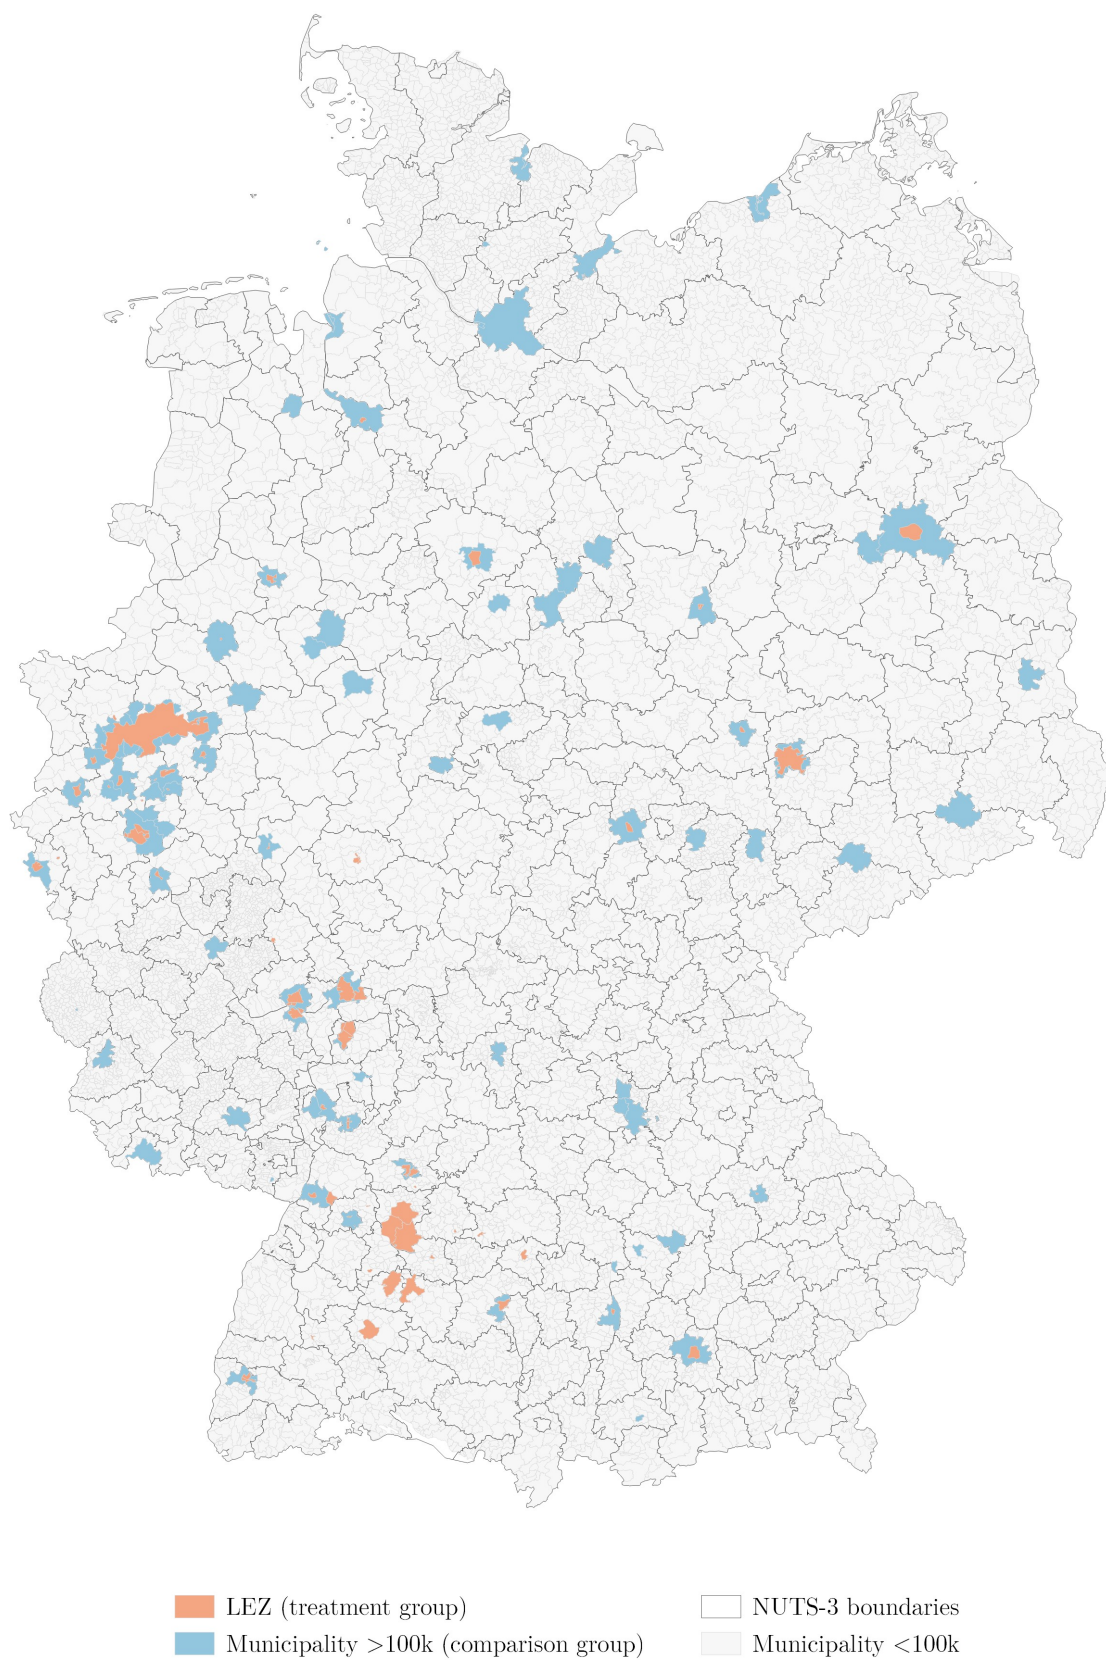 LEZ (treatment group)
NUTS-3 boundaries
Municipality >100k (comparison group)
Municipality <100k